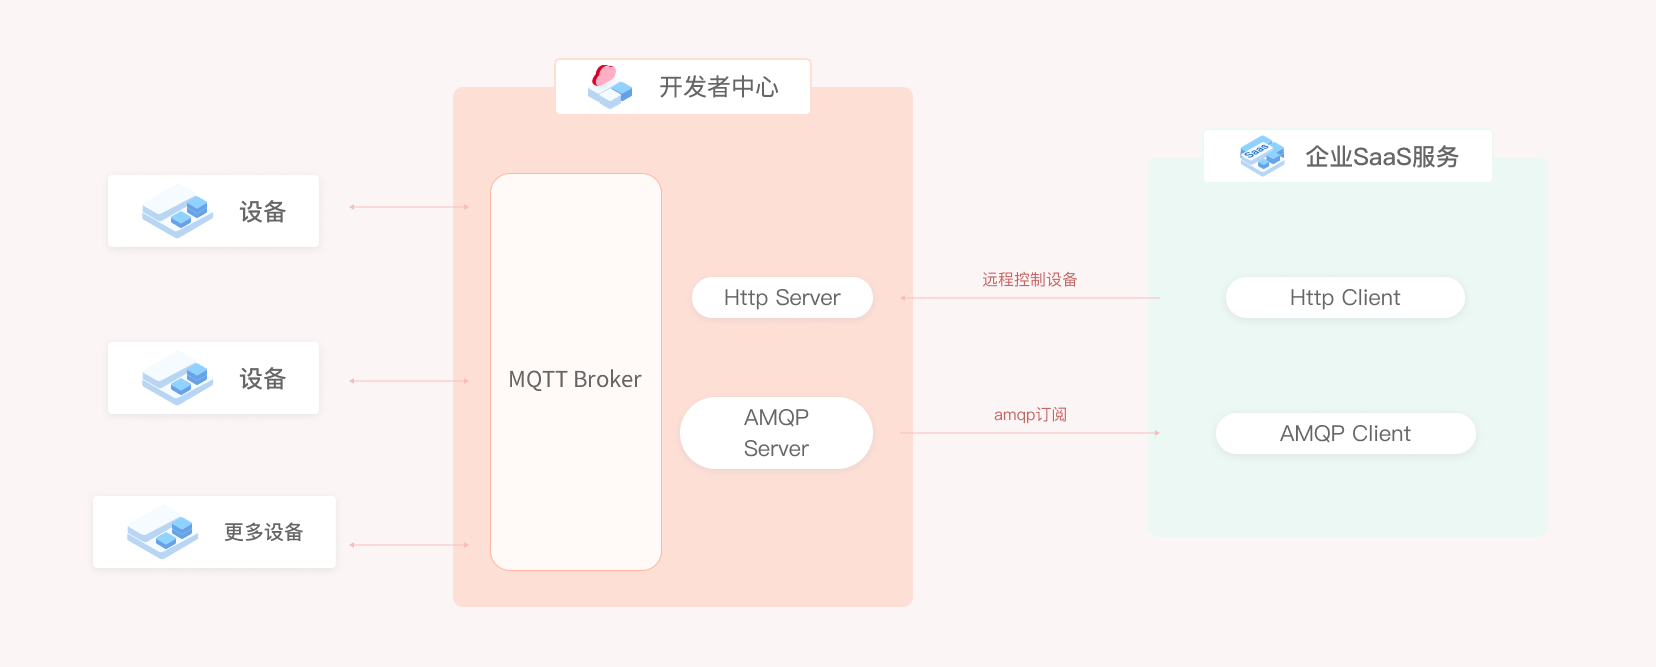 开发者中心
企业SaaS服务
Saas
设备
设备
更多设备
MQTT Broker
Http Server
AMQP
Server
远程控制设备
amqp订阅
Http Client
AMQP Client